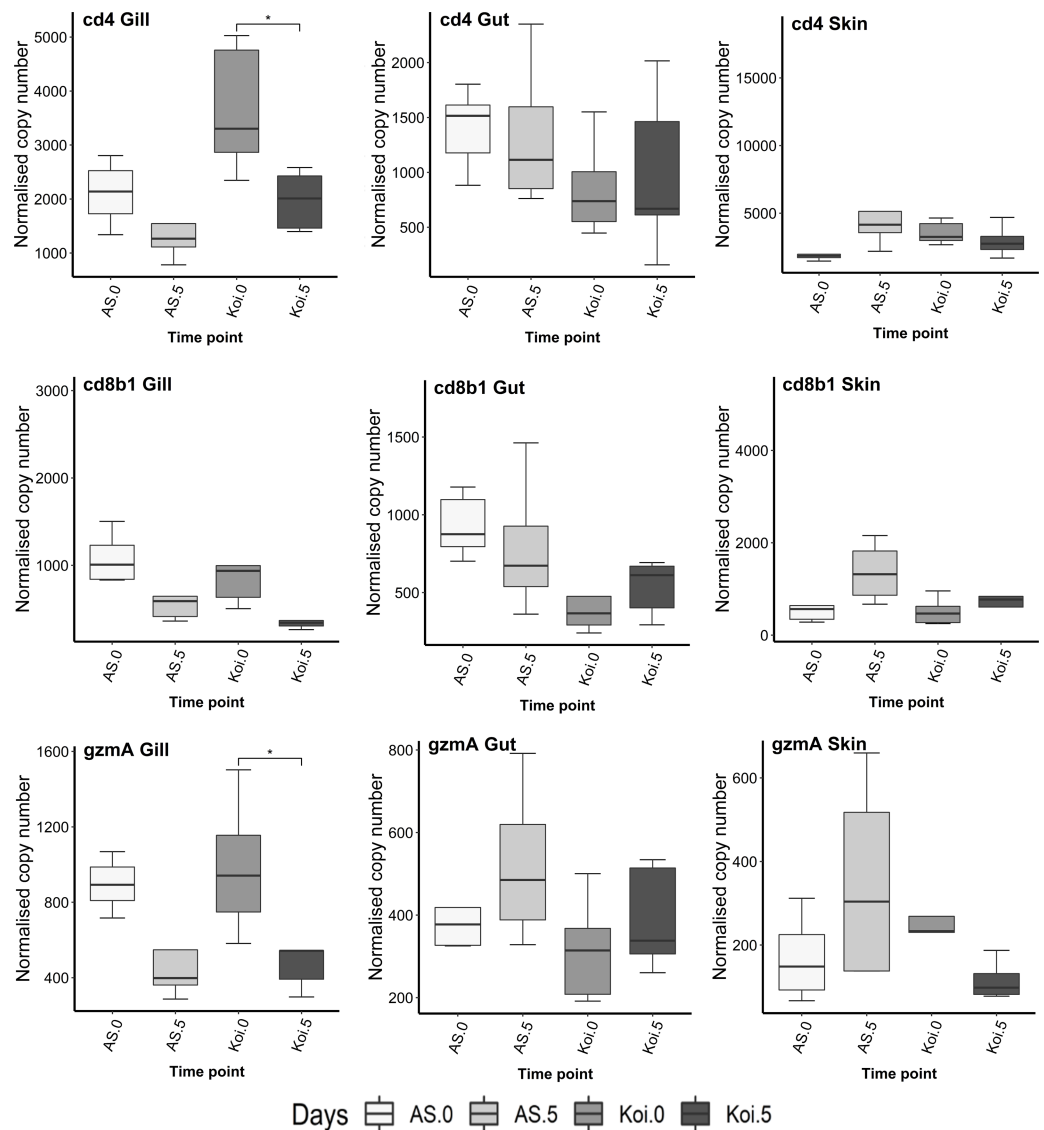 cd4 Gill
*
Normalised copy number
5000
4000
3000
2000
1000
AS.0
AS.5
Koi.0
Koi.5
Time point
cd4 Gut
Normalised copy number
2000
1500
1000
500
AS.0
AS.5
Koi.0
Koi.5
Time point
cd4 Skin
Normalised copy number
15000
10000
5000
AS.0
AS.5
Koi.0
Koi.5
Time point
cd8b1 Gill
Normalised copy number
3000
2000
1000
AS.0
AS.5
Koi.0
Koi.5
Time point
cd8b1 Gut
Normalised copy number
1500
1000
500
AS.0
AS.5
Koi.0
Koi.5
Time point
cd8b1 Skin
Normalised copy number
4000
2000
0
AS.0
AS.5
Koi.0
Koi.5
Time point
gzmA Gill
*
Normalised copy number
1600
1200
800
400
AS.0
AS.5
Koi.0
Koi.5
Time point
gzmA Gut
Normalised copy number
800
600
400
200
AS.0
AS.5
Koi.0
Koi.5
Time point
gzmA Skin
Normalised copy number
600
400
200
AS.0
AS.5
Koi.0
Koi.5
Time point
Days AS.0 AS.5 Koi.0 Koi.5